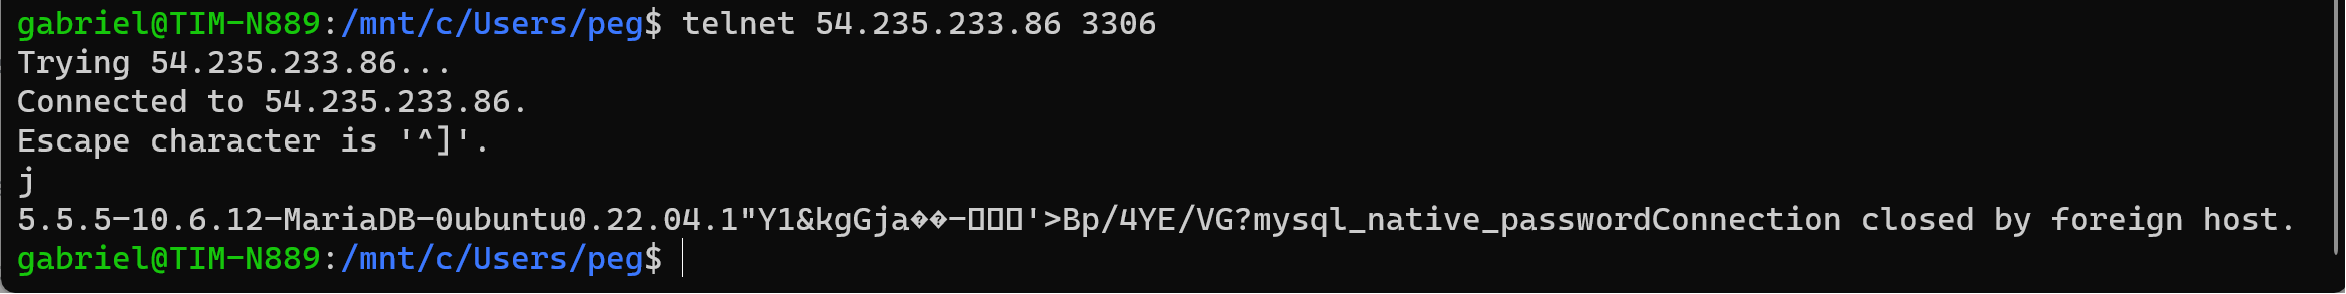 gabriel@TIM-N889:/mnt/c/Users/peg$ telnet 54.235.233.86 3306
Trying 54.235.233.86...
Connected to 54.235.233.86.
Escape character is '^]'.
j
5.5.5-10.6.12-MariaDB-0ubuntu0.22.04.1"Y1&kgGja��-▯▯▯'>Bp/4YE/VG?mysql_native_passwordConnection closed by foreign host.
gabriel@TIM-N889:/mnt/c/Users/peg$